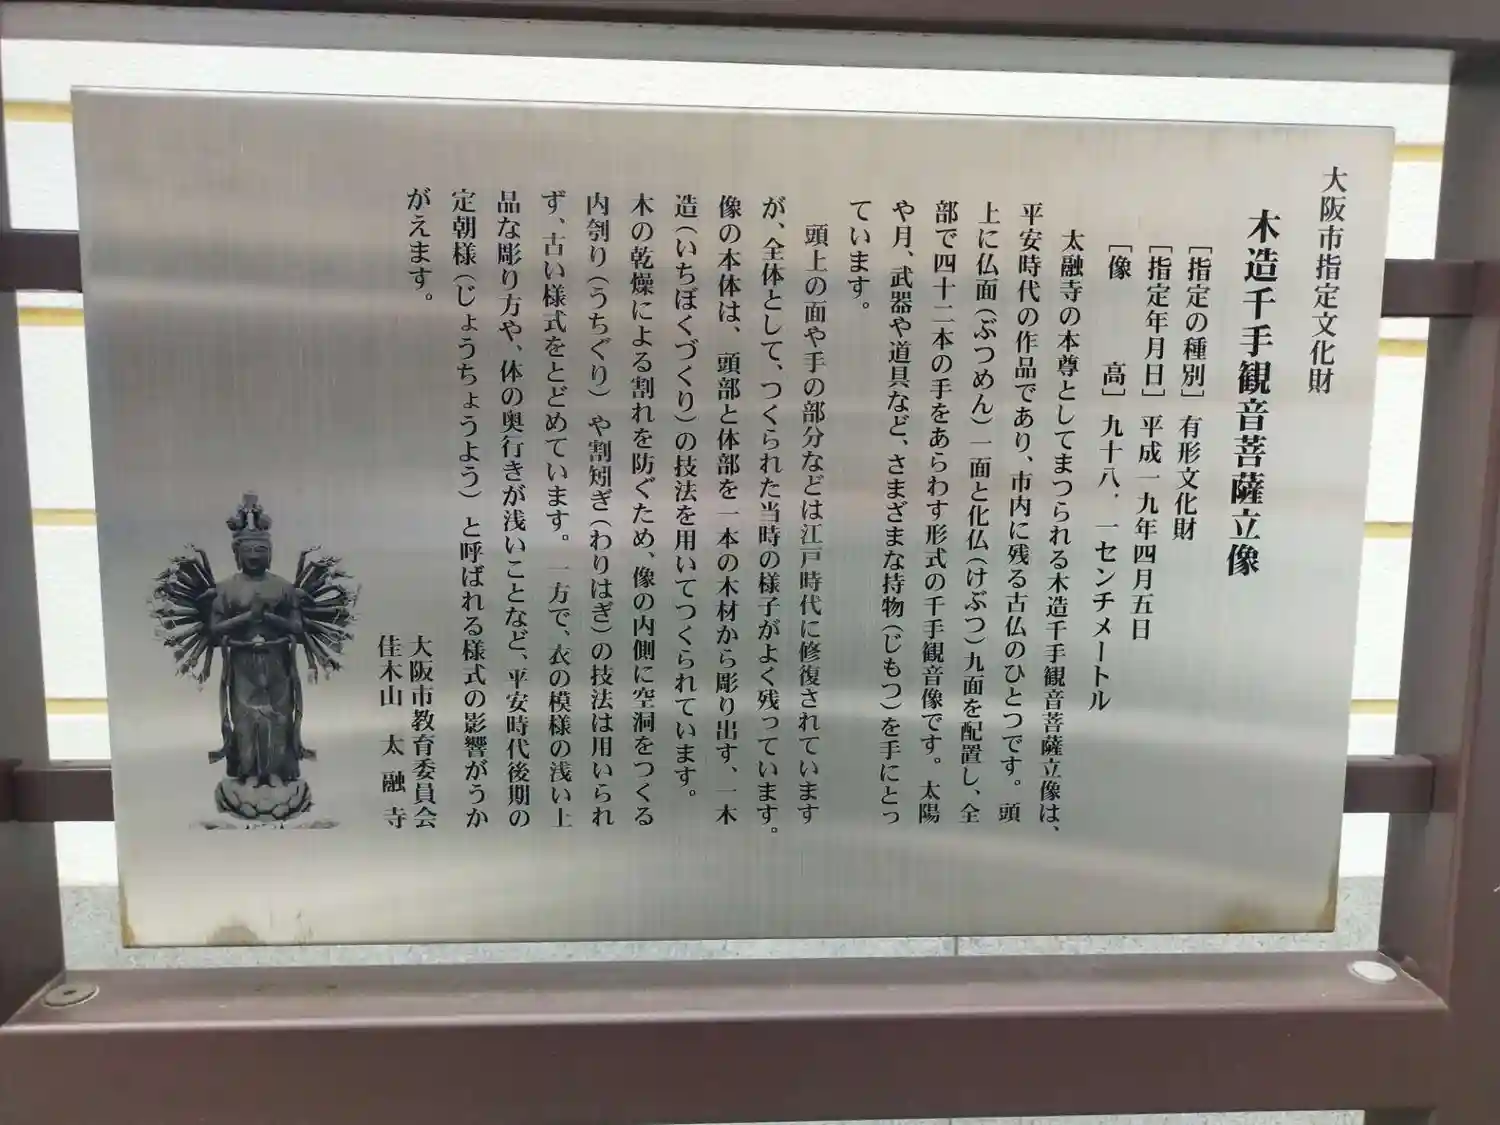 大阪市指定文化財
木造千手観音菩薩立像
［指定の種別］有形文化財
［指定年月日］平成一九年四月五日
［像　　高］九十八．一センチメートル
太融寺の本尊としてまつられる木造千手観音菩薩立像は、
平安時代の作品であり、市内に残る古仏のひとつです。頭
上に仏面（ぶつめん）一面と化仏（けぶつ）九面を配置し、全
部で四十二本の手をあらわす形式の千手観音像です。太陽
や月、武器や道具など、さまざまな持物（じもつ）を手にとっ
ています。
頭上の面や手の部分などは江戸時代に修復されています
が、全体として、つくられた当時の様子がよく残っています。
像の本体は、頭部と体部を一本の木材から彫り出す、一木
造（いちぼくづくり）の技法を用いてつくられています。
木の乾燥による割れを防ぐため、像の内側に空洞をつくる
内刳り（うちぐり）や割矧ぎ（わりはぎ）の技法は用いられ
ず、古い様式をとどめています。一方で、衣の模様の浅い上
品な彫り方や、体の奥行きが浅いことなど、平安時代後期の
定朝様（じょうちょうよう）と呼ばれる様式の影響がうか
がえます。
大阪市教育委員会
佳木山　太融寺